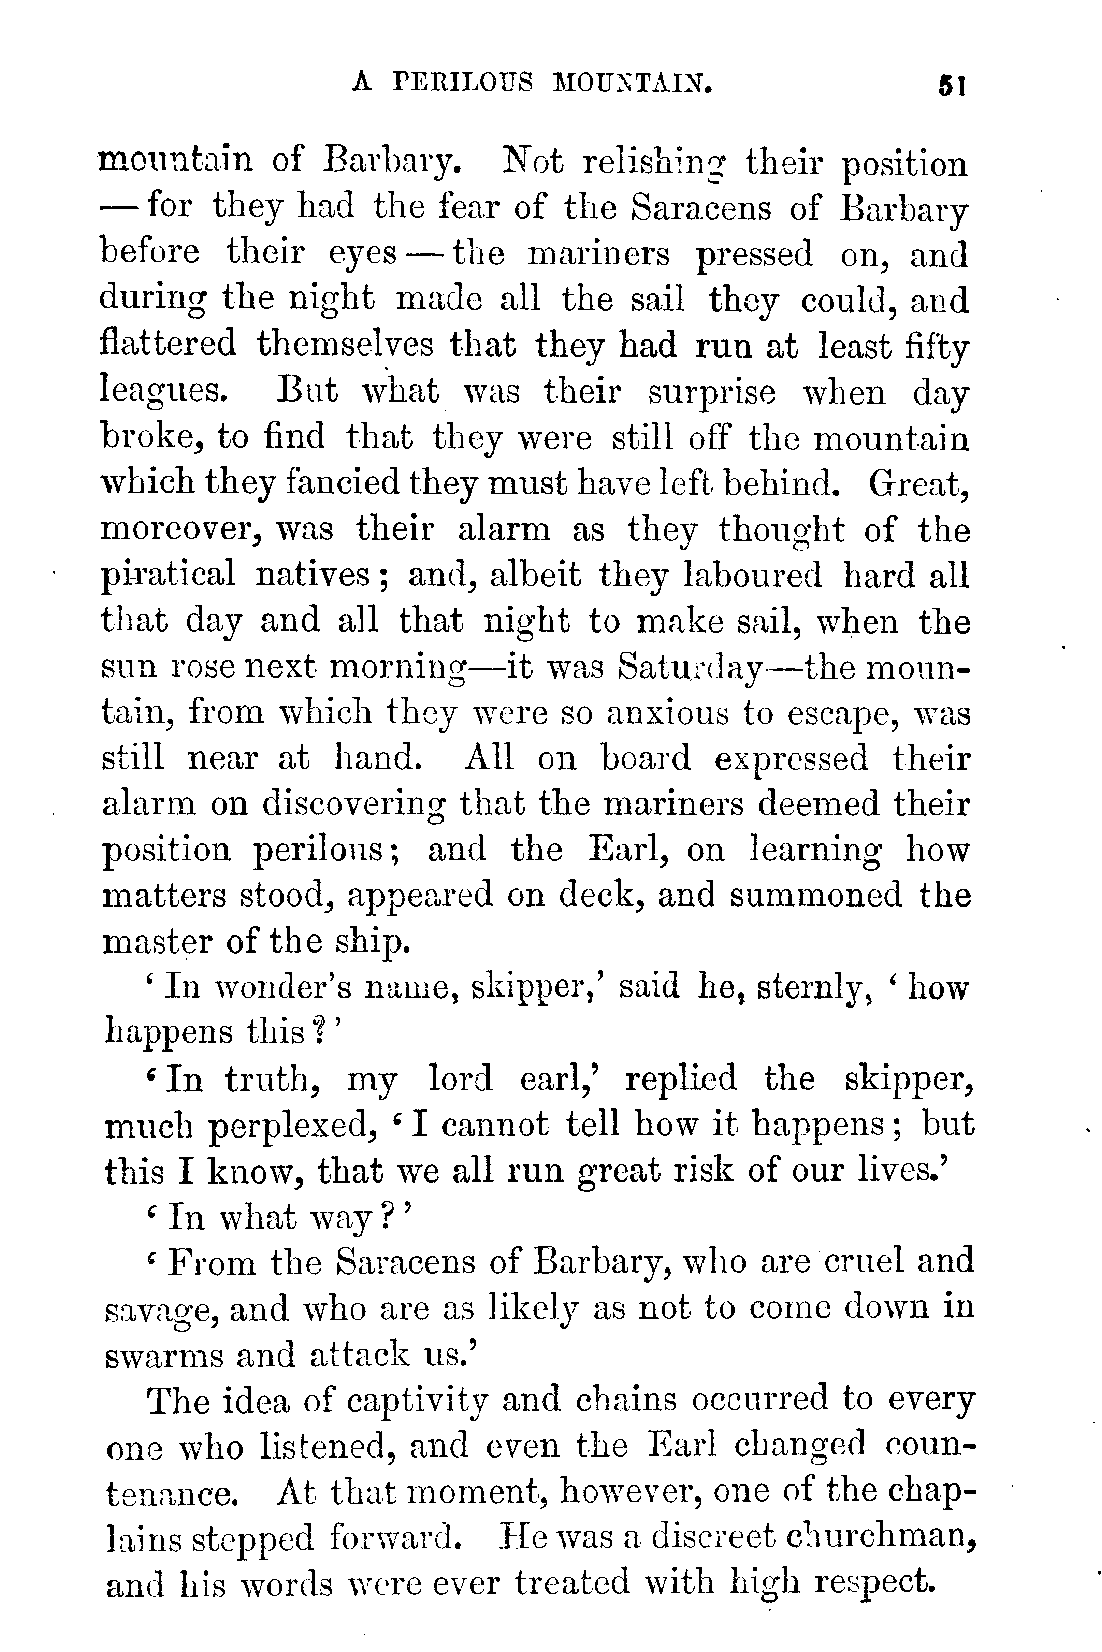 A PERILOUS MOUNTAIN. 51
mountain of Barbary. Not relishing their position
— for they had the fear of the Saracens of Barbary
before their eyes — the mariners pressed on, and
during the night made all the sail they could, and
flattered themselves that they had run at least fifty
leagues. But what was their surprise when day
broke, to find that they were still off the mountain
which they fancied they must have left behind. Great,
moreover, was their alarm as they thought of the
piratical natives; and, albeit they laboured hard all
that day and all that night to make sail, when the
sun rose next morning—it was Saturday—the moun-
tain, from which they were so anxious to escape, was
still near at hand. All on board expressed their
alarm on discovering that the mariners deemed their
position perilous; and the Earl, on learning how
matters stood, appeared on deck, and summoned the
master of the ship.
‘ In wonder’s name, skipper,’ said he, sternly, ‘ how
happens this?’
‘ In truth, my lord earl,’ replied the skipper,
much perplexed, ‘ I cannot tell how it happens; but
this I know, that we all run great risk of our lives.’
‘ In what way?’
‘ From the Saracens of Barbary, who are cruel and
savage, and who are as likely as not to come down in
swarms and attack us.’
The idea of captivity and chains occurred to every
one who listened, and even the Earl changed coun-
tenance. At that moment, however, one of the chap-
lains stepped forward. He was a discreet churchman,
and his words were ever treated with high respect.